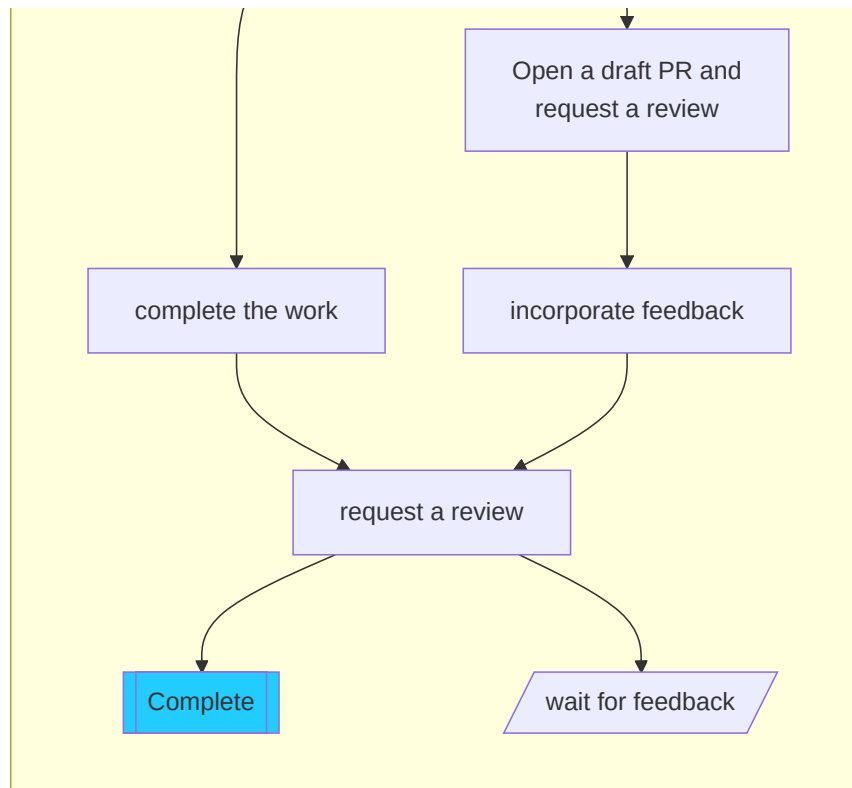 Open a draft PR and
request a review
complete the work
incorporate feedback
request a review
Complete
wait for feedback